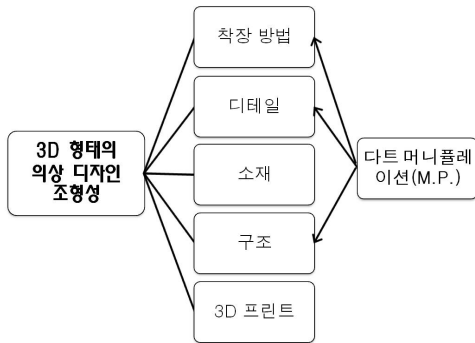 3D 형태의
의상 디자인
조형성
착장 방법
디테일
소재
구조
3D 프린트
다트 머니퓰레
이션(M.P.)